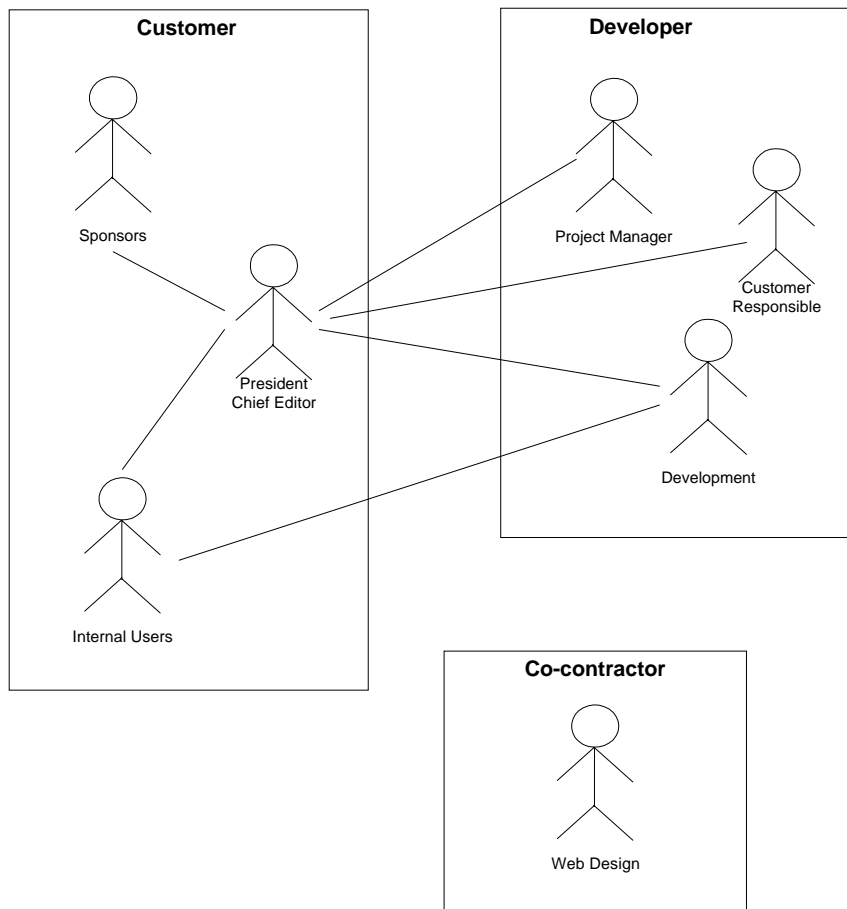 Customer
Sponsors
President
Chief Editor
Internal Users
Developer
Project Manager
Customer
Responsible
Development
Co-contractor
Web Design